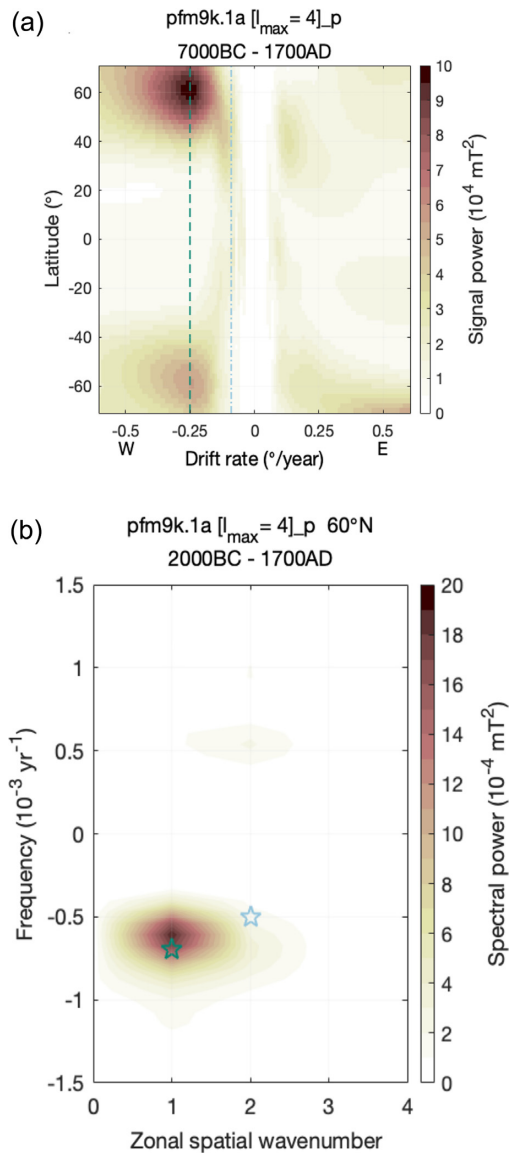 (a)
pfm9k.1a [l_max= 4]_p
7000BC - 1700AD
Latitude (°)
60
40
20
0
-20
-40
-60
-0.5 -0.25 0 0.25 0.5
W E
Drift rate (°/year)
10
9
8
7
6
5
4
3
2
1
0
Signal power (10^4 mT^2)
(b)
pfm9k.1a [l_max= 4]_p 60°N
2000BC - 1700AD
Frequency (10^-3 yr^-1)
1.5
1
0.5
0
-0.5
-1
-1.5
0 1 2 3 4
Zonal spatial wavenumber
20
18
16
14
12
10
8
6
4
2
0
Spectral power (10^-4 mT^2)